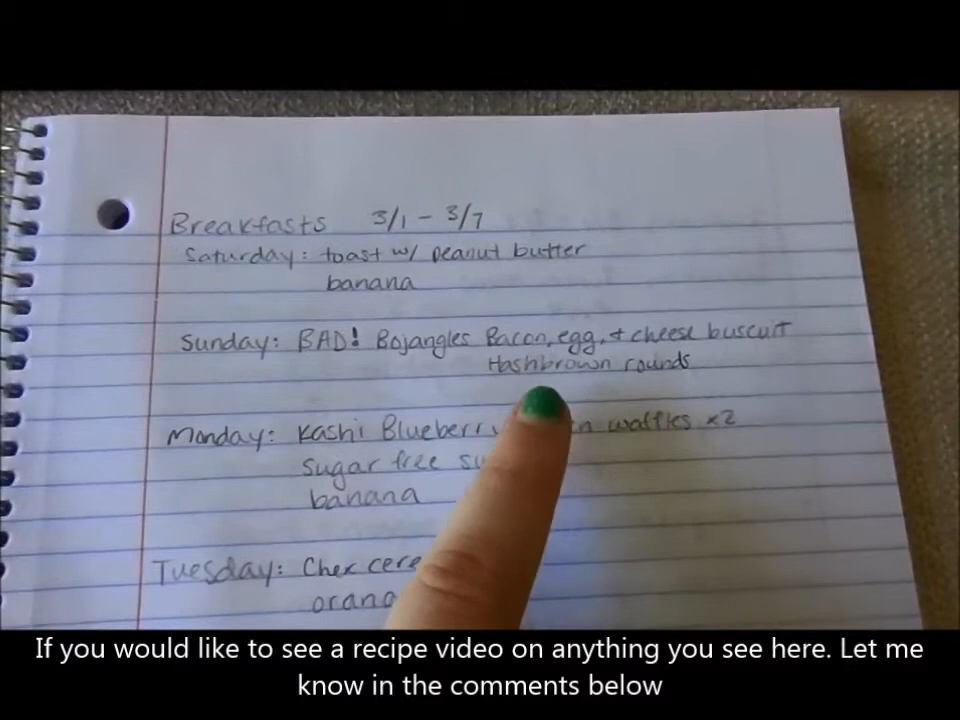 Breakfasts 3/1 - 3/7
Saturday: toast w/ peanut butter
banana
Sunday: BAD! Bojangles Bacon, egg, + cheese buscuit
Hashbrown rounds
Monday: Kashi Blueberry waffles x2
sugar free
banana
Tuesday: Chex
If you would like to see a recipe video on anything you see here. Let me
know in the comments below